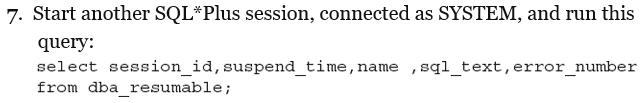 7. Start another SQL*Plus session, connected as SYSTEM, and run this
query:
select session_id,suspend_time,name ,sql_text,error_number
from dba_resumable;